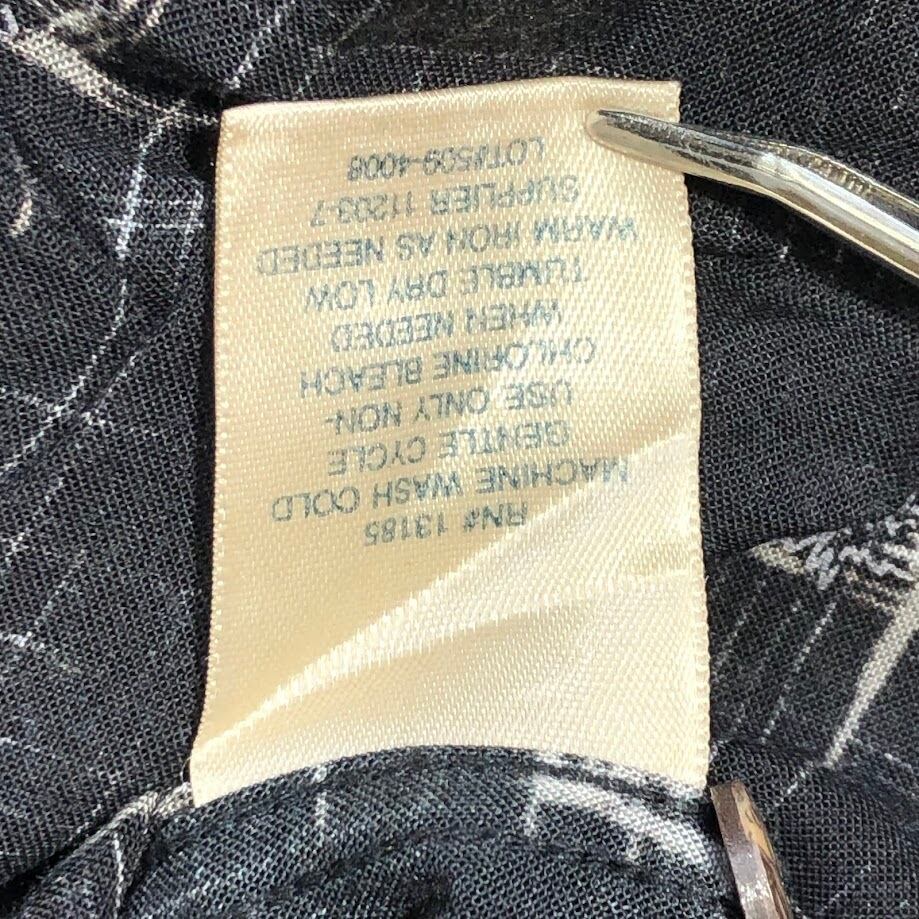 RN# 13185
MACHINE WASH COLD
GENTLE CYCLE
USE ONLY NON-
CHLORINE BLEACH
WHEN NEEDED
TUMBLE DRY LOW
WARM IRON AS NEEDED
SUPPLIER 11203-7
LOT#509-4008